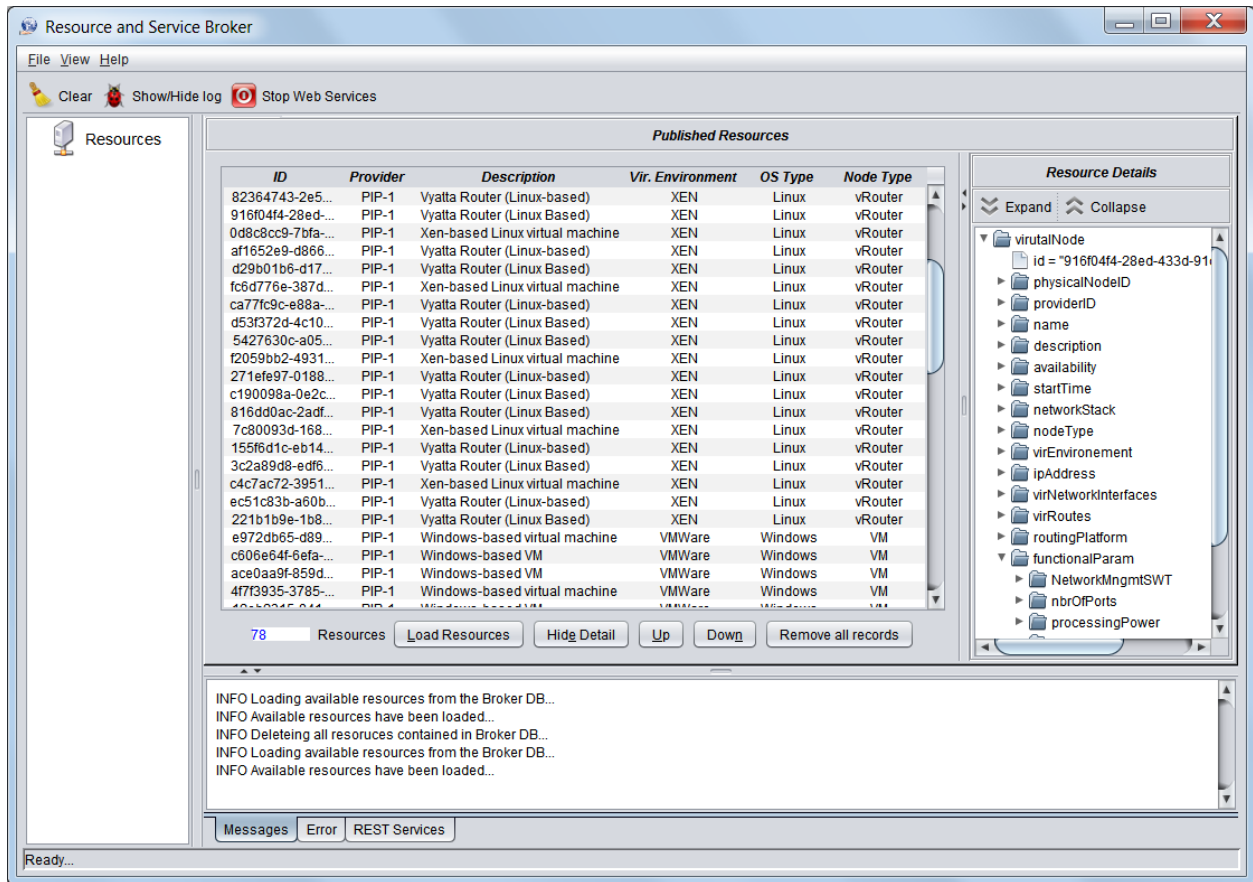 Resource and Service Broker
File View Help
Clear Show/Hide log Stop Web Services
Resources
Published Resources
ID Provider Description Vir. Environment OS Type Node Type
82364743-2e5... PIP-1 Vyatta Router (Linux-based) XEN Linux vRouter
916f04f4-28ed-... PIP-1 Vyatta Router (Linux Based) XEN Linux vRouter
0d8c8cc9-7bfa-... PIP-1 Xen-based Linux virtual machine XEN Linux vRouter
af1652e9-d866... PIP-1 Vyatta Router (Linux-based) XEN Linux vRouter
d29b01b6-d17... PIP-1 Vyatta Router (Linux Based) XEN Linux vRouter
fc6d776e-387d... PIP-1 Xen-based Linux virtual machine XEN Linux vRouter
ca77fc9c-e88a-... PIP-1 Vyatta Router (Linux-based) XEN Linux vRouter
d53f372d-4c10... PIP-1 Vyatta Router (Linux Based) XEN Linux vRouter
5427630c-a05... PIP-1 Vyatta Router (Linux Based) XEN Linux vRouter
f2059bb2-4931... PIP-1 Xen-based Linux virtual machine XEN Linux vRouter
271efe97-0188... PIP-1 Vyatta Router (Linux-based) XEN Linux vRouter
c190098a-0e2c... PIP-1 Vyatta Router (Linux Based) XEN Linux vRouter
816dd0ac-2adf... PIP-1 Vyatta Router (Linux Based) XEN Linux vRouter
7c80093d-168... PIP-1 Xen-based Linux virtual machine XEN Linux vRouter
155f6d1c-eb14... PIP-1 Vyatta Router (Linux-based) XEN Linux vRouter
3c2a89d8-edf6... PIP-1 Vyatta Router (Linux Based) XEN Linux vRouter
c4c7ac72-3951... PIP-1 Xen-based Linux virtual machine XEN Linux vRouter
ec51c83b-a60b... PIP-1 Vyatta Router (Linux-based) XEN Linux vRouter
221b1b9e-1b8... PIP-1 Vyatta Router (Linux Based) XEN Linux vRouter
e972db65-d89... PIP-1 Windows-based virtual machine VMWare Windows VM
c606e64f-6efa-... PIP-1 Windows-based VM VMWare Windows VM
ace0aa9f-859d... PIP-1 Windows-based VM VMWare Windows VM
4f7f3935-3785-... PIP-1 Windows-based virtual machine VMWare Windows VM
PIP-1 Windows-based VM VMWare Windows VM
78 Resources Load Resources Hide Detail Up Down Remove all records
Resource Details
Expand Collapse
virutalNode
id = "916f04f4-28ed-433d-91
physicalNodeID
providerID
name
description
availability
startTime
networkStack
nodeType
virEnvironement
ipAddress
virNetworkInterfaces
virRoutes
routingPlatform
functionalParam
NetworkMngmtSWT
nbrOfPorts
processingPower
INFO Loading available resources from the Broker DB...
INFO Available resources have been loaded...
INFO Deleteing all resoruces contained in Broker DB...
INFO Loading available resources from the Broker DB...
INFO Available resources have been loaded...
Messages Error REST Services
Ready...